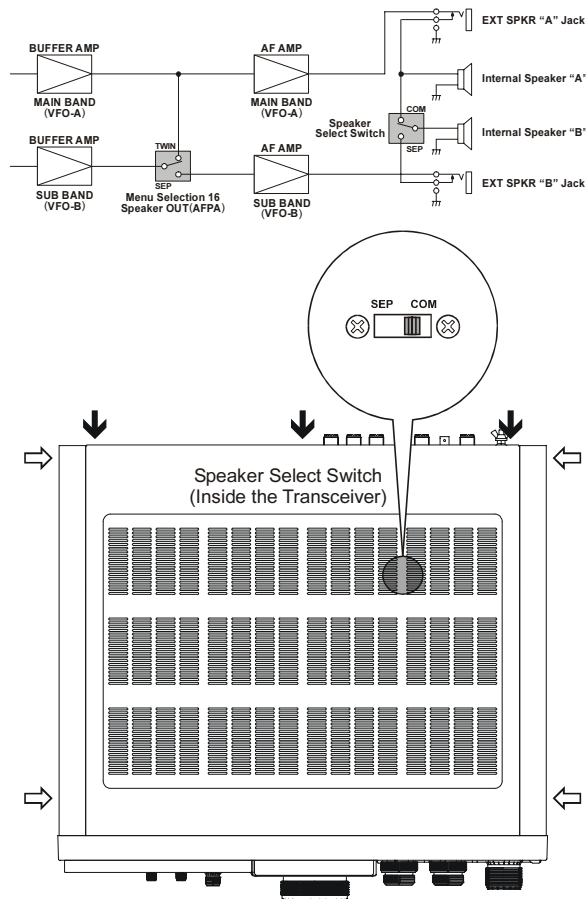 BUFFER AMP
MAIN BAND
(VFO-A)
AF AMP
MAIN BAND
(VFO-A)
EXT SPKR “A” Jack
Internal Speaker “A”
Speaker
Select Switch
COM
SEP
Internal Speaker “B”
BUFFER AMP
SUB BAND
(VFO-B)
TWIN
SEP
Menu Selection 16
Speaker OUT(AFPA)
AF AMP
SUB BAND
(VFO-B)
EXT SPKR “B” Jack
SEP COM
Speaker Select Switch
(Inside the Transceiver)